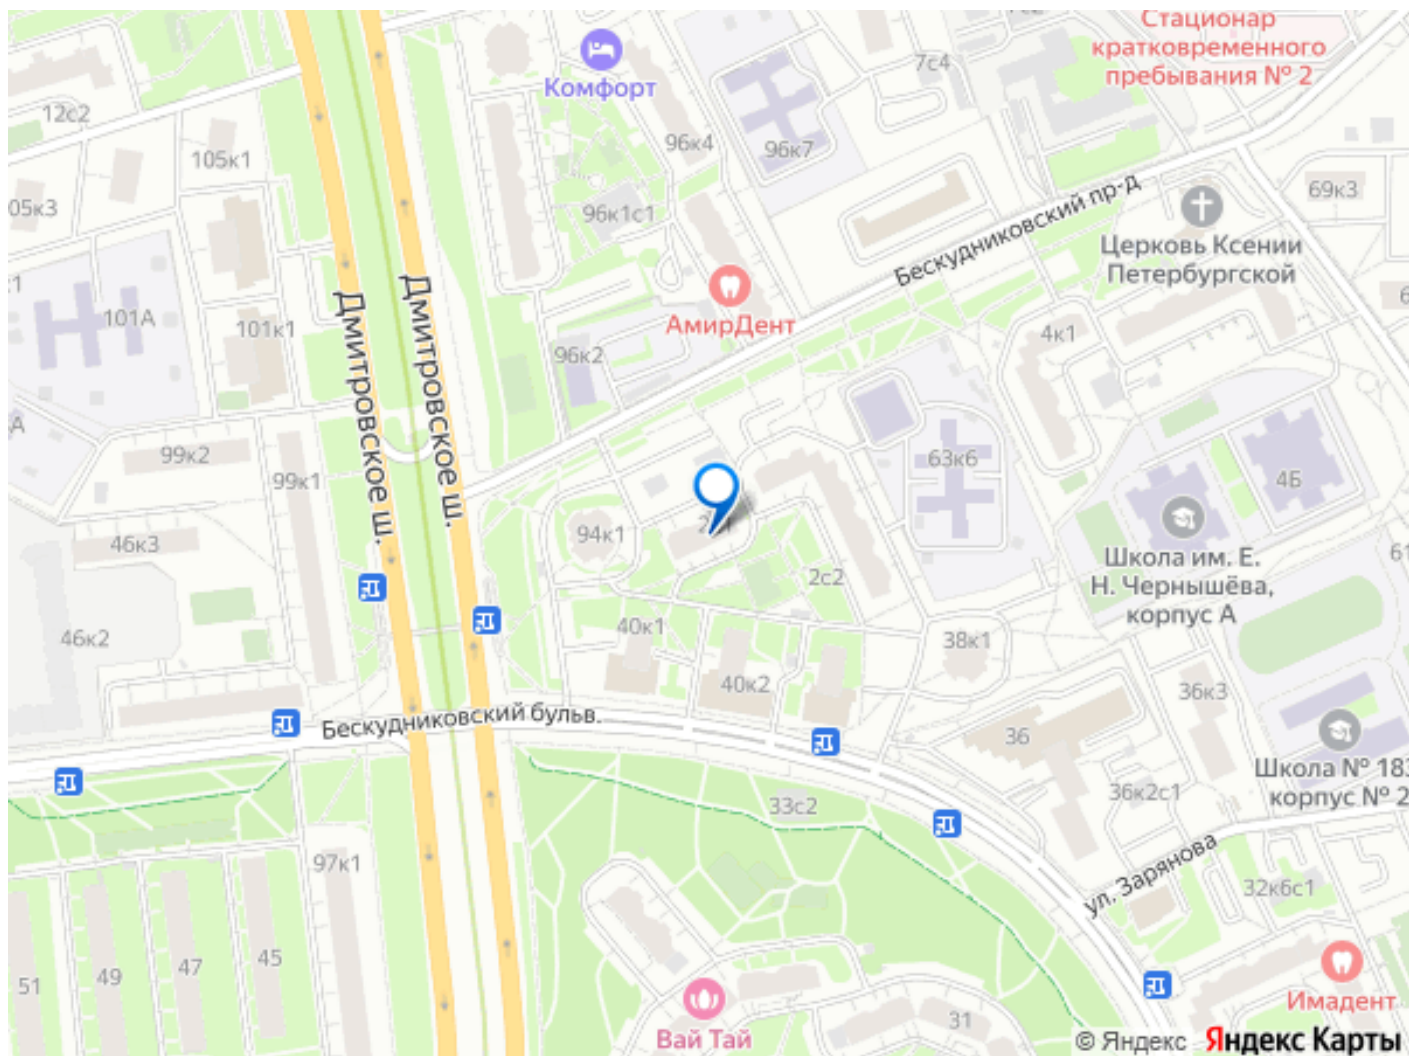 7с2
Стационар
кратковременного
пребывания № 2
Комфорт
7с4
12с2
96к4
96к7
105к1
05к3
96к1с1
Бескудниковский пр-д
69к3
Церковь Ксении
Петербургской
101А
101к1
Дмитровское ш.
Дмитровское ш.
АмирДент
4к1
96к2
99к2
99к1
63к6
4Б
94к1
46к3
Школа им. Е.
Н. Чернышёва,
корпус А
2с2
46к2
40к1
38к1
40к2
36к3
Бескудниковский бульв.
36
Школа № 183
корпус № 2
36к2с1
33с2
ул. Зарянова
97к1
32к6с1
51
49
47
45
31
Вай Тай
Имадент
© Яндекс Яндекс Карты